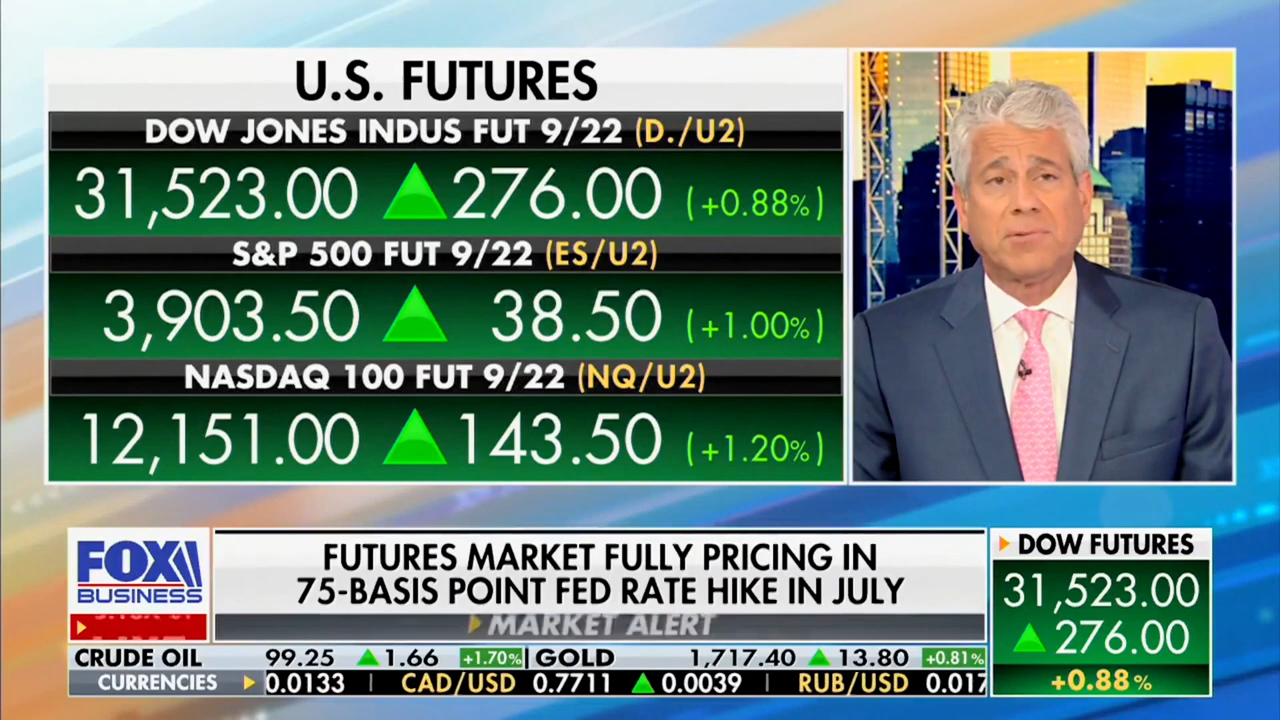 U.S. FUTURES
DOW JONES INDUS FUT 9/22 (D./U2)
31,523.00 ▲ 276.00 (+0.88%)
S&P 500 FUT 9/22 (ES/U2)
3,903.50 ▲ 38.50 (+1.00%)
NASDAQ 100 FUT 9/22 (NQ/U2)
12,151.00 ▲ 143.50 (+1.20%)
FOX
BUSINESS
FUTURES MARKET FULLY PRICING IN
75-BASIS POINT FED RATE HIKE IN JULY
MARKET ALERT
DOW FUTURES
31,523.00
▲ 276.00
+0.88%
CRUDE OIL 99.25 ▲ 1.66 +1.70% GOLD 1,717.40 ▲ 13.80 +0.81%
CURRENCIES 0.0133 | CAD/USD 0.7711 ▲ 0.0039 | RUB/USD 0.017